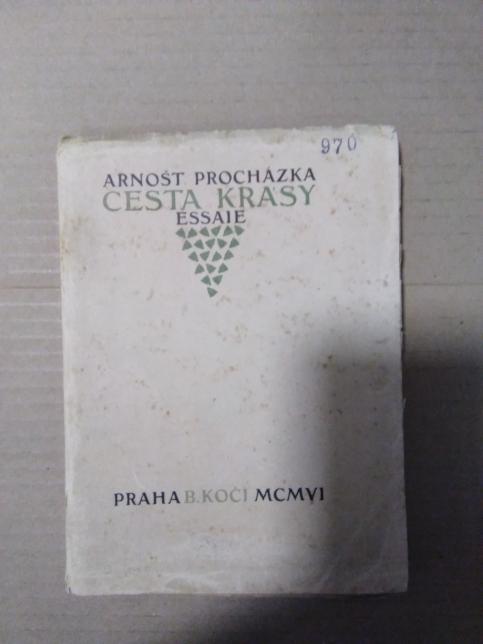 970
ARNOŠT PROCHÁZKA
CESTA KRÁSY
ESSAIE
PRAHA B. KOČÍ MCMVI